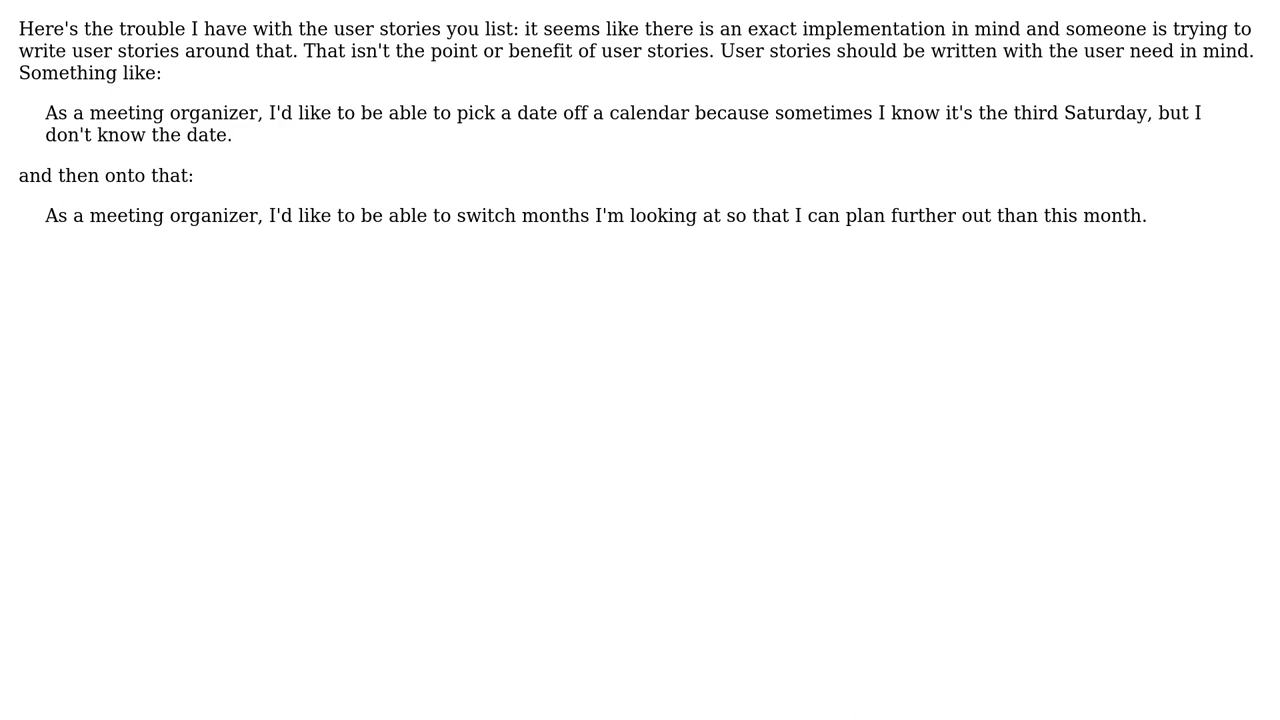 Here's the trouble I have with the user stories you list: it seems like there is an exact implementation in mind and someone is trying to
write user stories around that. That isn't the point or benefit of user stories. User stories should be written with the user need in mind.
Something like:
As a meeting organizer, I'd like to be able to pick a date off a calendar because sometimes I know it's the third Saturday, but I
don't know the date.
and then onto that:
As a meeting organizer, I'd like to be able to switch months I'm looking at so that I can plan further out than this month.